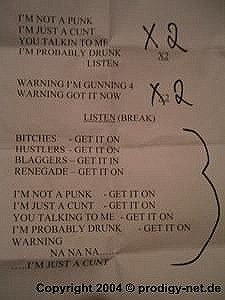 I'M NOT A PUNK
I'M JUST A CUNT
YOU TALKIN TO ME
I'M PROBABLY DRUNK X2
X 2
LISTEN
WARNING I'M GUNNING 4
WARNING GOT IT NOW X2
X 2
LISTEN (BREAK)
BITCHES - GET IT ON
HUSTLERS - GET IT ON
BLAGGERS – GET IT IN
RENEGADE – GET IT ON
I'M NOT A PUNK - GET IT ON
I'M JUST A CUNT - GET IT ON
YOU TALKING TO ME - GET IT ON
I'M PROBABLY DRUNK - GET IT ON
WARNING
NA NA NA......
.....I'M JUST A CUNT
Copyright 2004 © prodigy-net.de